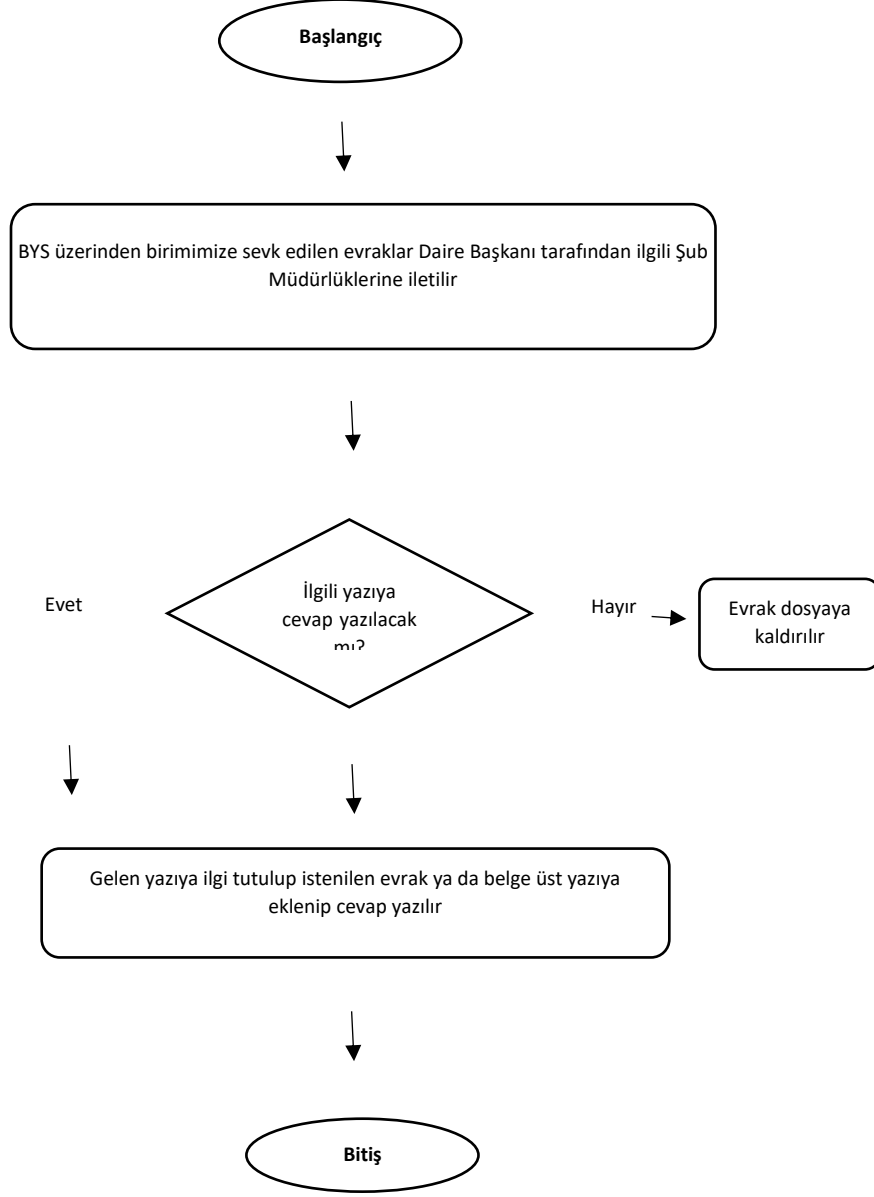 Başlangıç
BYS üzerinden birimimize sevk edilen evraklar Daire Başkanı tarafından ilgili Şub
Müdürlüklerine iletilir
İlgili yazıya
cevap yazılacak
mı?
Evet
Hayır
Evrak dosyaya
kaldırılır
Gelen yazıya ilgi tutulup istenilen evrak ya da belge üst yazıya
eklenip cevap yazılır
Bitiş